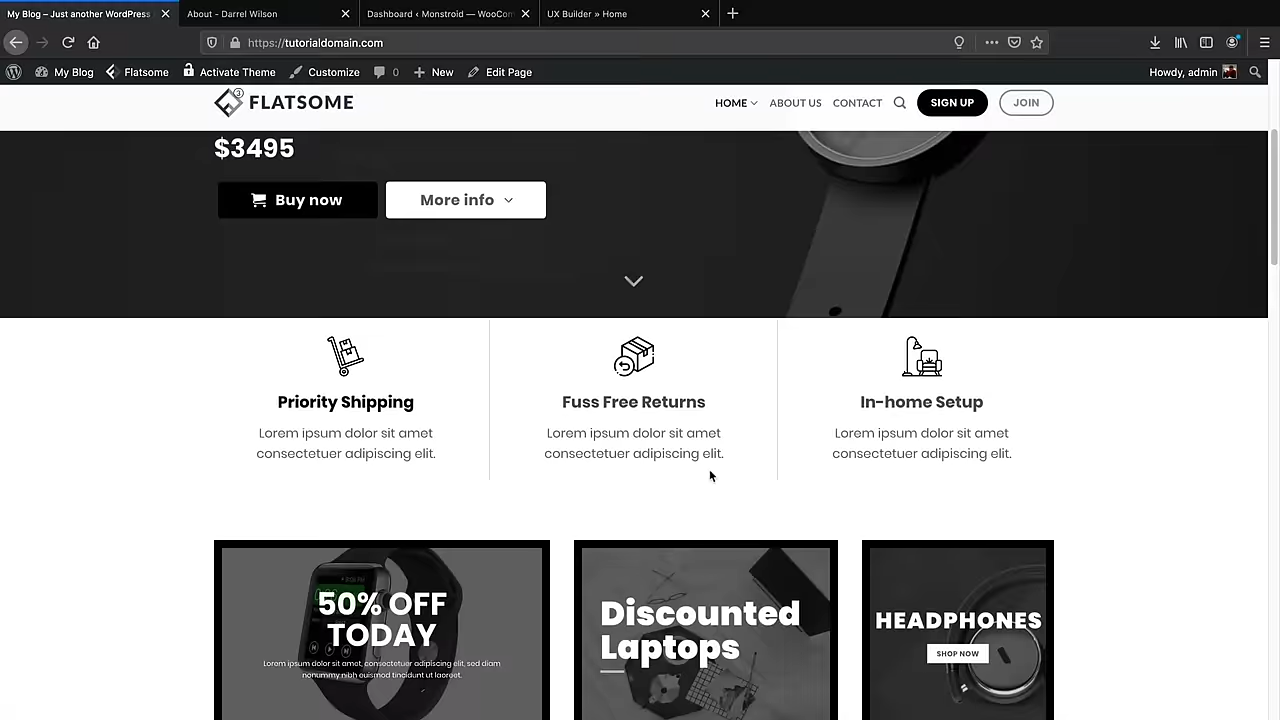 My Blog – Just another WordPress
About - Darrel Wilson
Dashboard ‹ Monstroid — WooCom
UX Builder » Home
https://tutorialdomain.com
My Blog
Flatsome
Activate Theme
Customize
0
New
Edit Page
Howdy, admin
3
FLATSOME
HOME
ABOUT US
CONTACT
SIGN UP
JOIN
$3495
Buy now
More info
Priority Shipping
Lorem ipsum dolor sit amet
consectetuer adipiscing elit.
Fuss Free Returns
Lorem ipsum dolor sit amet
consectetuer adipiscing elit.
In-home Setup
Lorem ipsum dolor sit amet
consectetuer adipiscing elit.
50% OFF
TODAY
Lorem ipsum dolor sit amet, consectetuer adipiscing elit, sed diam
nonummy nibh euismod tincidunt ut laoreet.
Discounted
Laptops
HEADPHONES
SHOP NOW